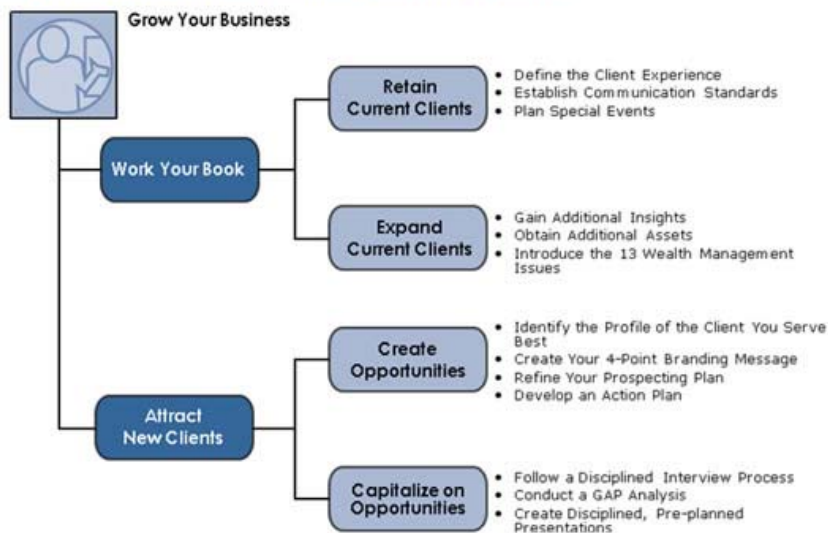 Grow Your Business
Work Your Book
Retain
Current Clients
• Define the Client Experience
• Establish Communication Standards
• Plan Special Events
Expand
Current Clients
• Gain Additional Insights
• Obtain Additional Assets
• Introduce the 13 Wealth Management
Issues
Attract
New Clients
Create
Opportunities
• Identify the Profile of the Client You Serve
Best
• Create Your 4-Point Branding Message
• Refine Your Prospecting Plan
• Develop an Action Plan
Capitalize on
Opportunities
• Follow a Disciplined Interview Process
• Conduct a GAP Analysis
• Create Disciplined, Pre-planned
Presentations